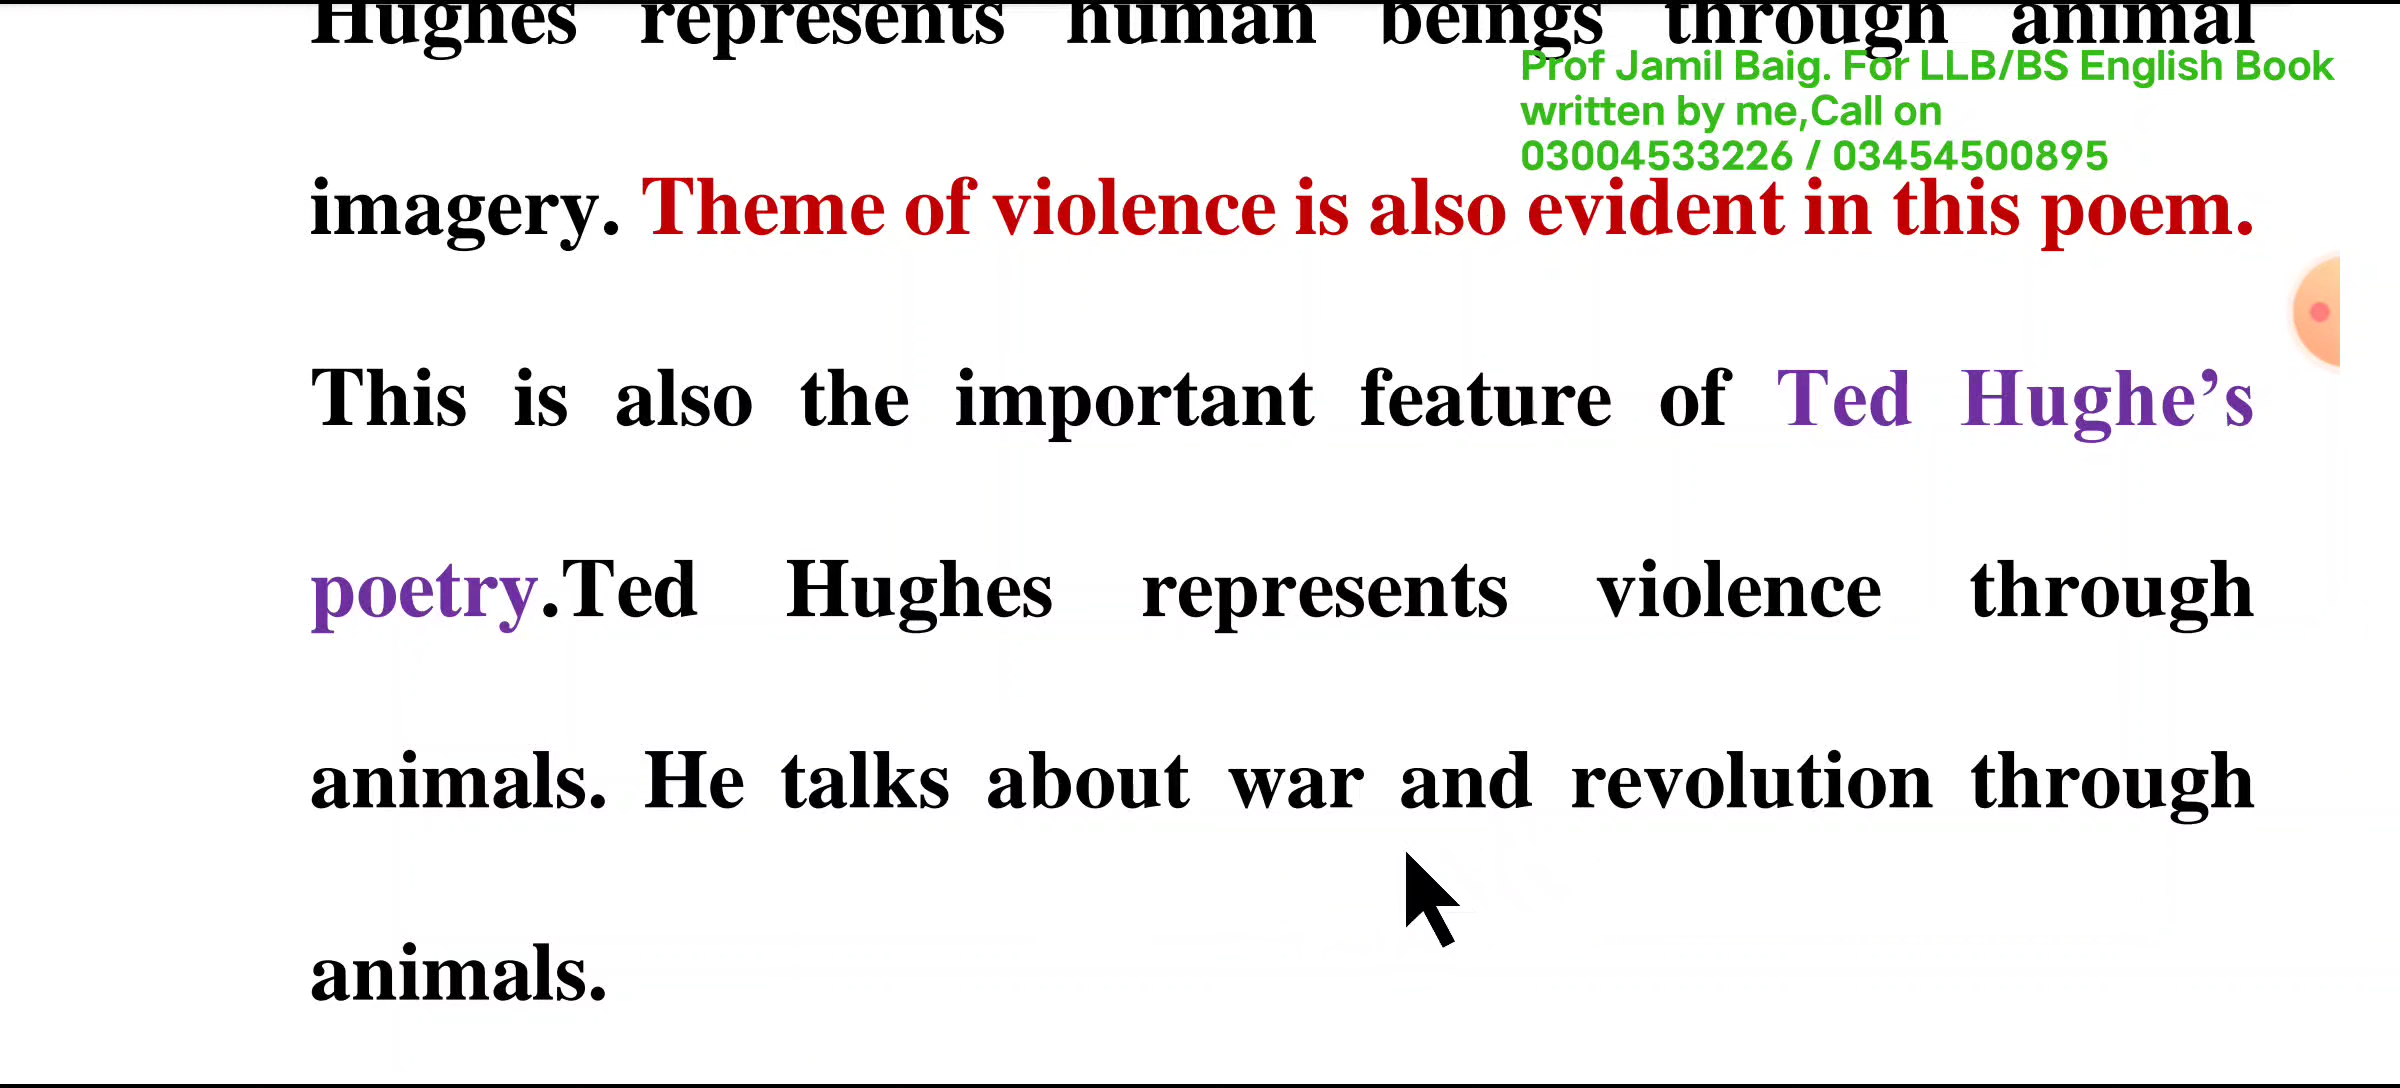 Hughes represents human beings through animal
Prof Jamil Baig. For LLB/BS English Book
written by me,Call on
03004533226 / 03454500895
imagery. Theme of violence is also evident in this poem.
This is also the important feature of Ted Hughe’s
poetry.Ted Hughes represents violence through
animals. He talks about war and revolution through
animals.